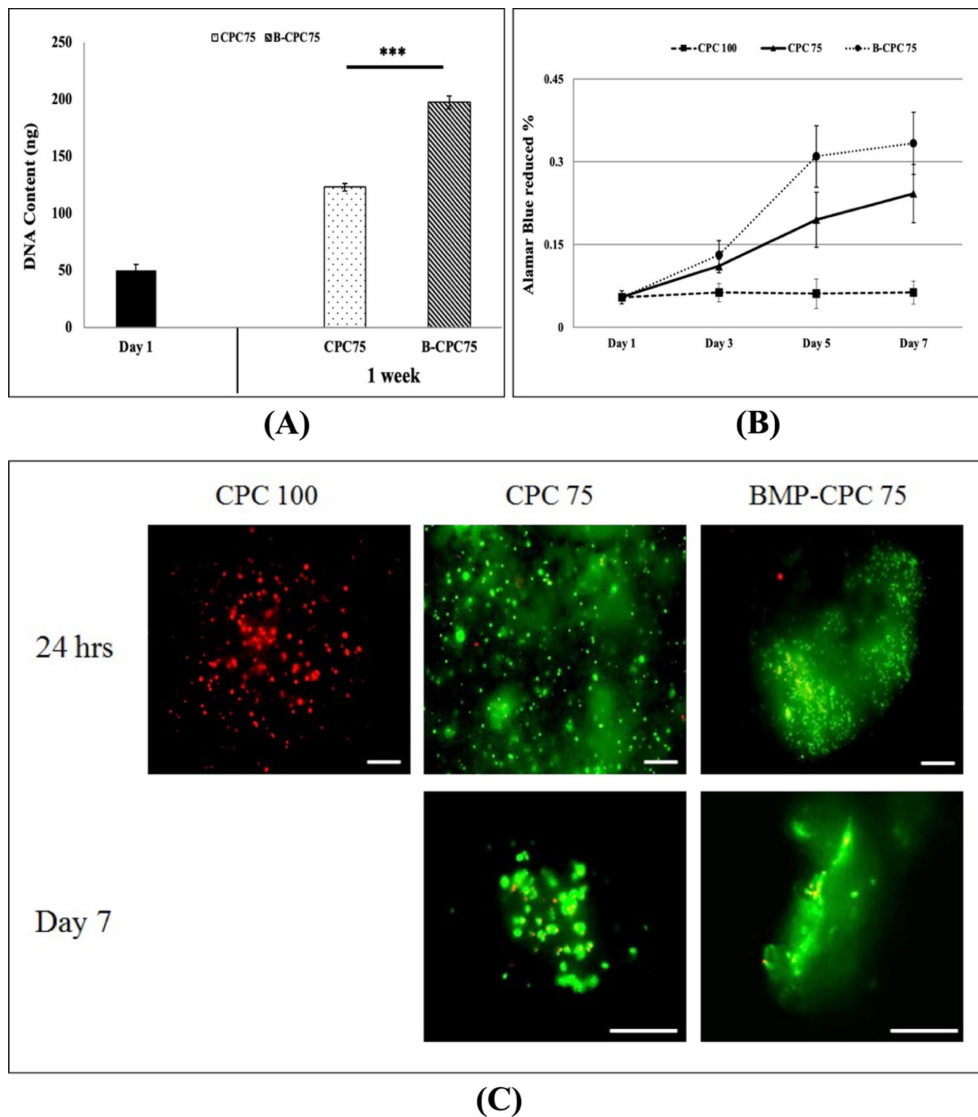 CPC75 B-CPC75
***
250
200
150
100
50
0
DNA Content (ng)
Day 1
CPC75
B-CPC75
1 week
(A)
CPC 100 CPC 75 B-CPC 75
0.45
0.3
0.15
0
Alamar Blue reduced %
Day 1
Day 3
Day 5
Day 7
(B)
CPC 100
CPC 75
BMP-CPC 75
24 hrs
Day 7
(C)